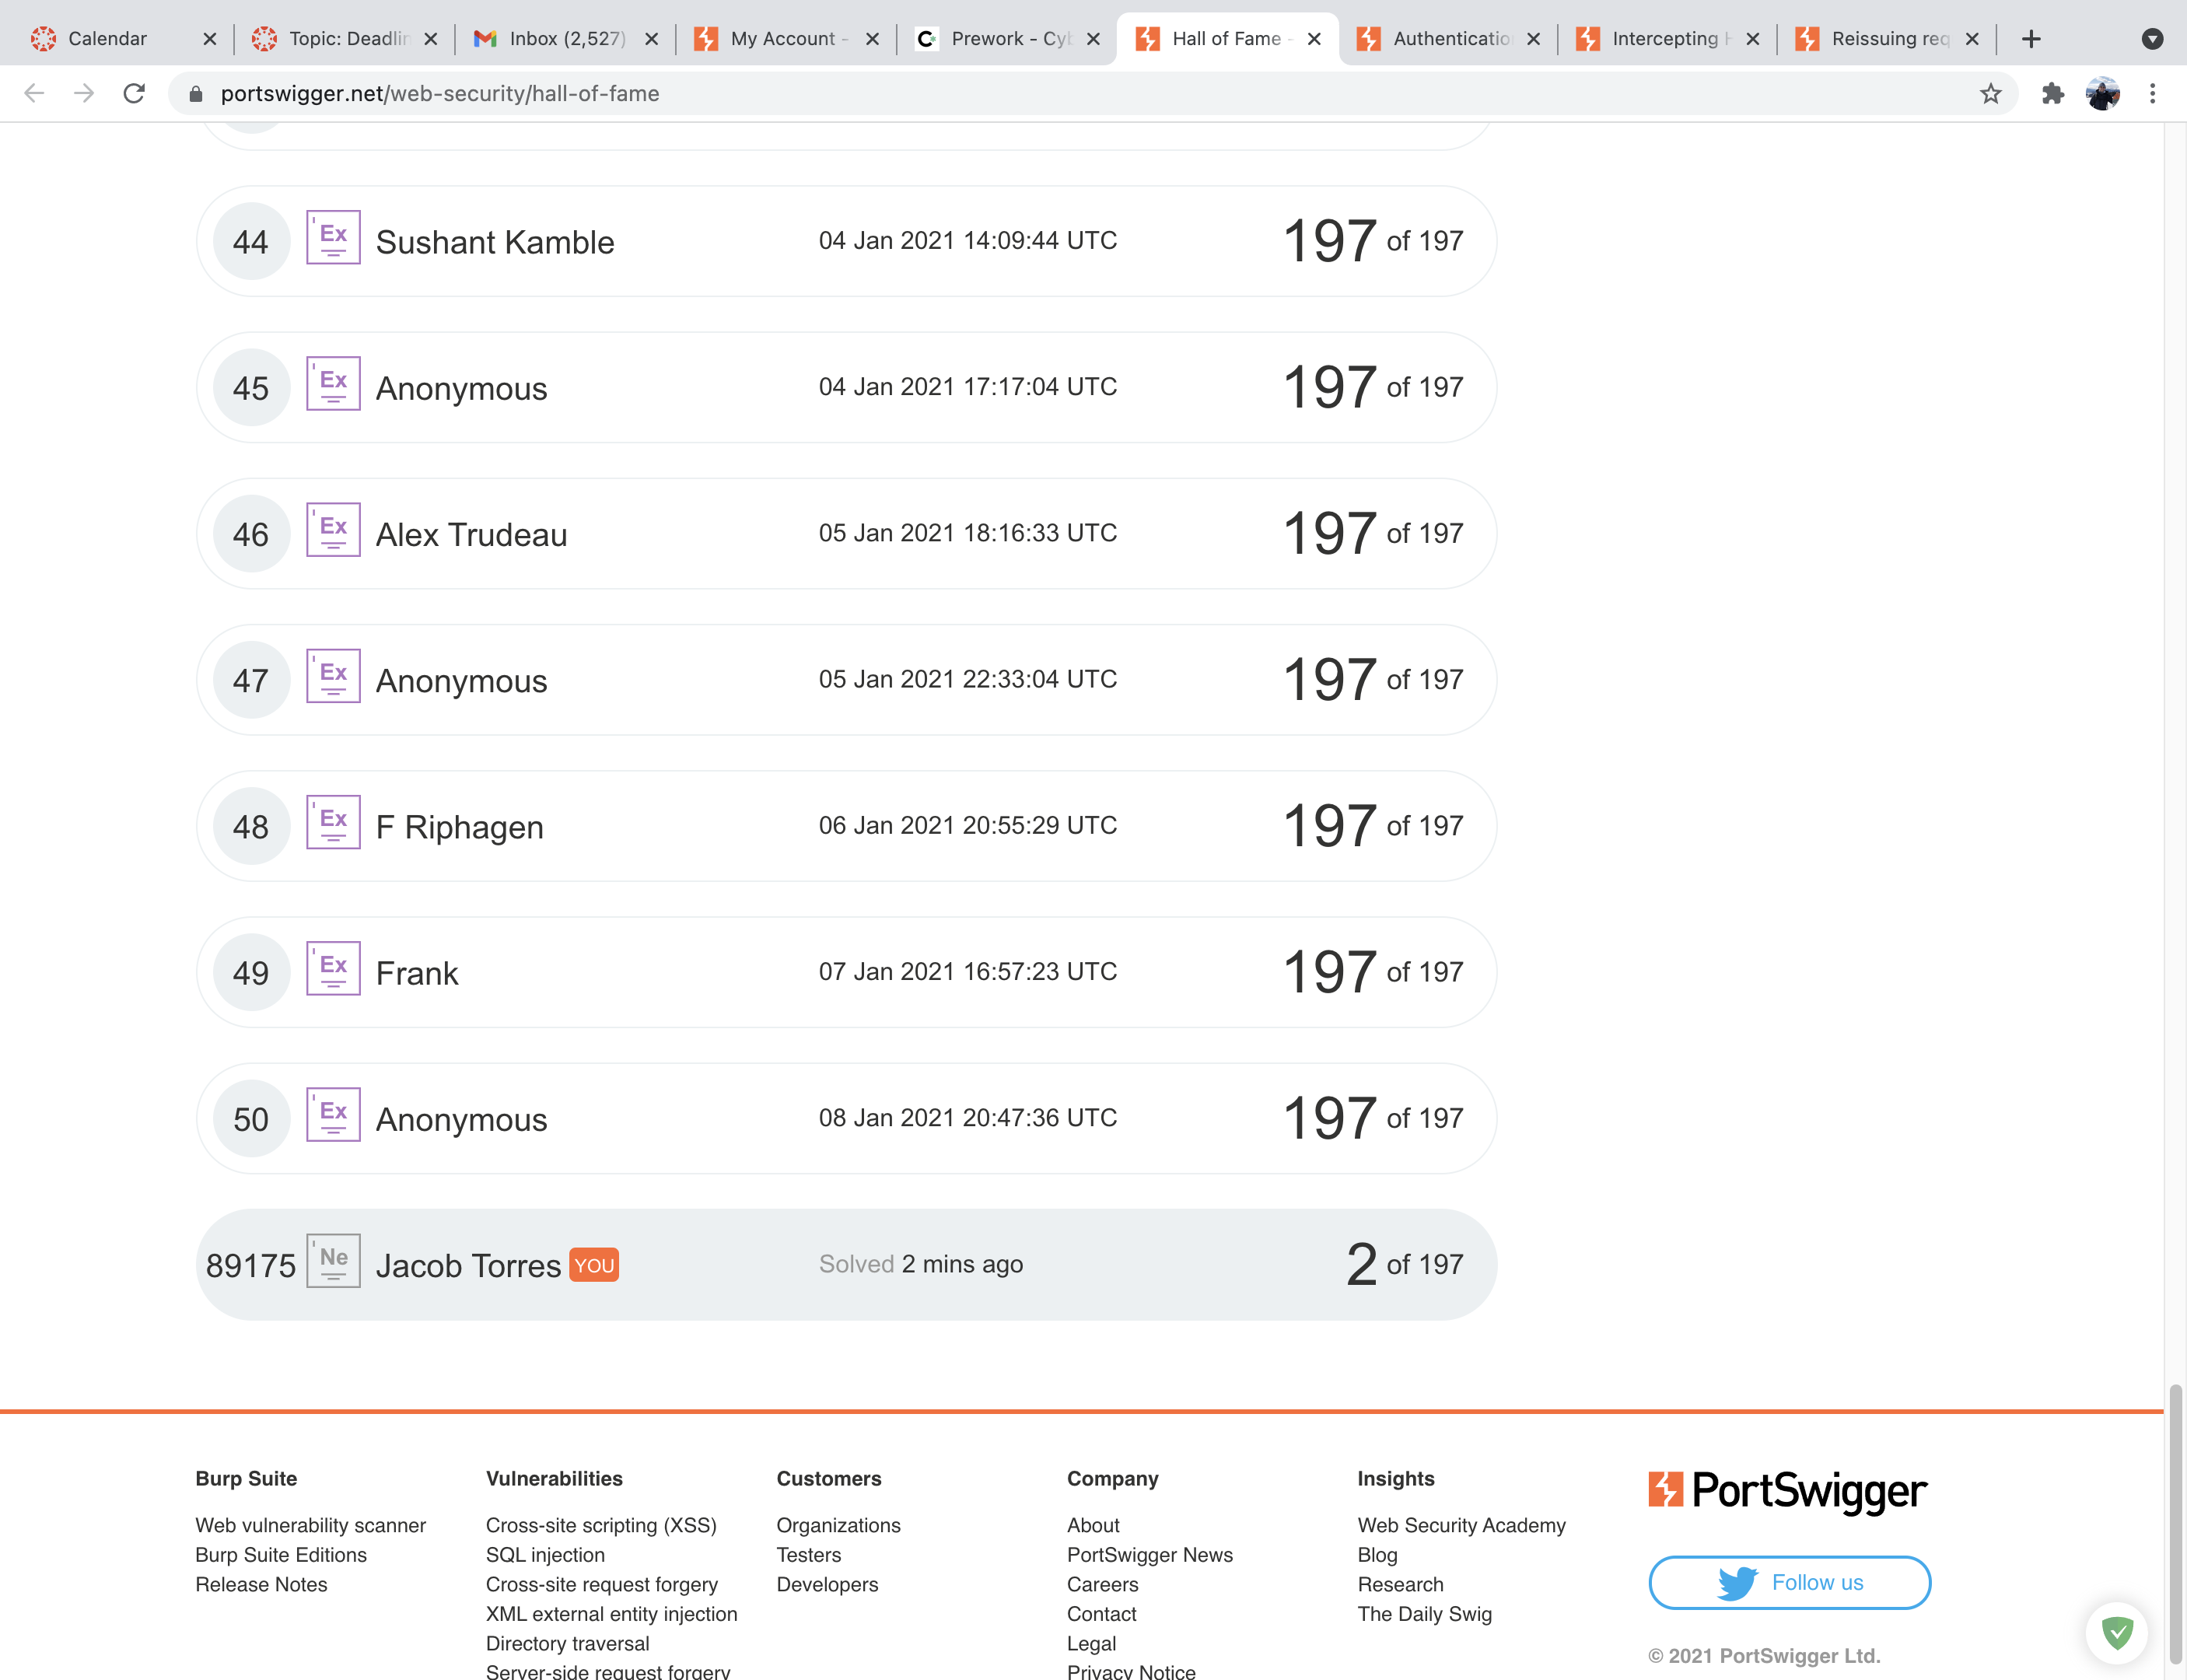 Calendar
Topic: Deadlin
Inbox (2,527)
My Account -
Prework - Cyb
Hall of Fame -
Authenticatio
Intercepting H
Reissuing req
portswigger.net/web-security/hall-of-fame
44 Ex Sushant Kamble 04 Jan 2021 14:09:44 UTC 197 of 197
45 Ex Anonymous 04 Jan 2021 17:17:04 UTC 197 of 197
46 Ex Alex Trudeau 05 Jan 2021 18:16:33 UTC 197 of 197
47 Ex Anonymous 05 Jan 2021 22:33:04 UTC 197 of 197
48 Ex F Riphagen 06 Jan 2021 20:55:29 UTC 197 of 197
49 Ex Frank 07 Jan 2021 16:57:23 UTC 197 of 197
50 Ex Anonymous 08 Jan 2021 20:47:36 UTC 197 of 197
89175 Ne Jacob Torres YOU Solved 2 mins ago 2 of 197
Burp Suite
Web vulnerability scanner
Burp Suite Editions
Release Notes
Vulnerabilities
Cross-site scripting (XSS)
SQL injection
Cross-site request forgery
XML external entity injection
Directory traversal
Server-side request forgery
Customers
Organizations
Testers
Developers
Company
About
PortSwigger News
Careers
Contact
Legal
Privacy Notice
Insights
Web Security Academy
Blog
Research
The Daily Swig
PortSwigger
Follow us
© 2021 PortSwigger Ltd.